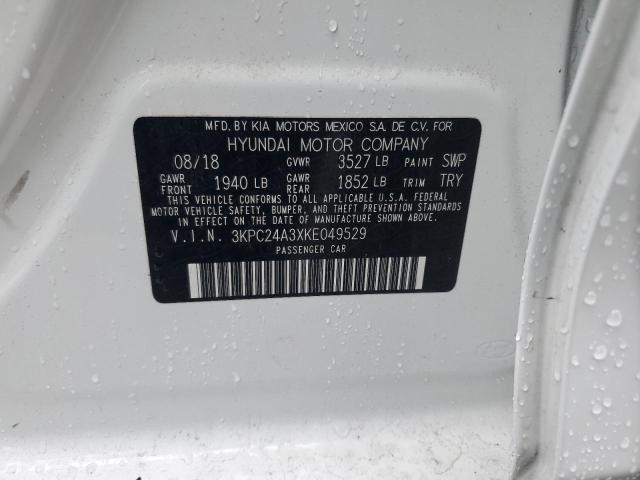 MFD. BY KIA MOTORS MEXICO S.A. DE C.V. FOR
HYUNDAI MOTOR COMPANY
08/18 GVWR 3527 LB PAINT SWP
GAWR FRONT 1940 LB GAWR REAR 1852 LB TRIM TRY
THIS VEHICLE CONFORMS TO ALL APPLICABLE U.S.A. FEDERAL
MOTOR VEHICLE SAFETY, BUMPER, AND THEFT PREVENTION STANDARDS
IN EFFECT ON THE DATE OF MANUFACTURE SHOWN ABOVE.
V.I.N. 3KPC24A3XKE049529
PASSENGER CAR